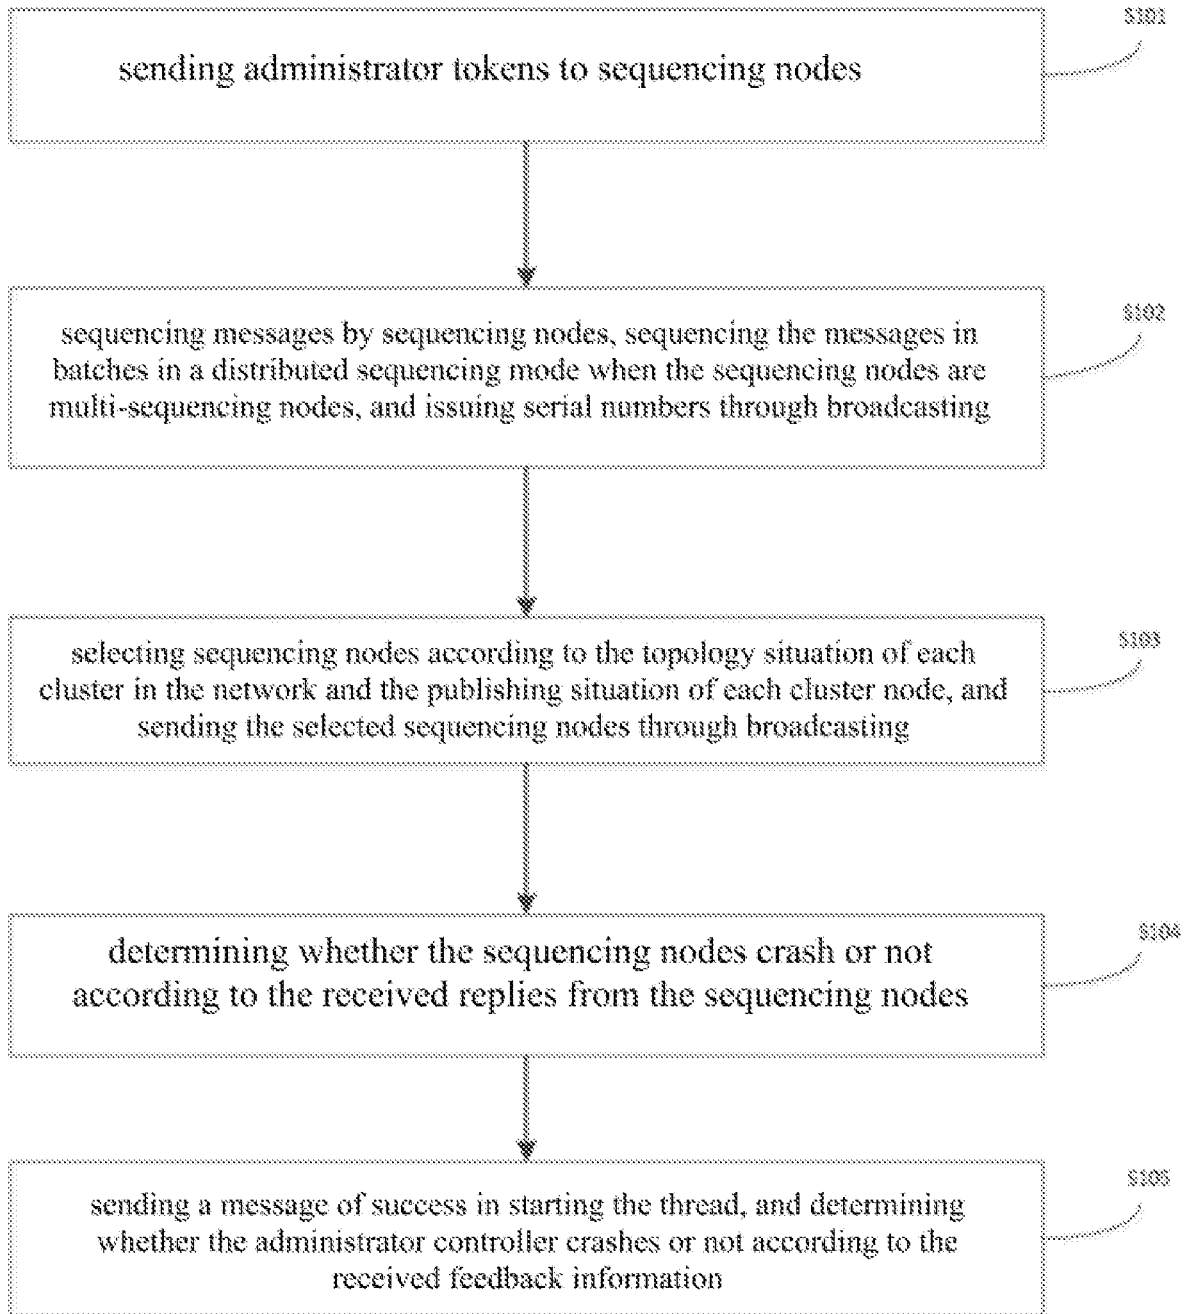 S101
sending administrator tokens to sequencing nodes
S102
sequencing messages by sequencing nodes, sequencing the messages in
batches in a distributed sequencing mode when the sequencing nodes are
multi-sequencing nodes, and issuing serial numbers through broadcasting
S103
selecting sequencing nodes according to the topology situation of each
cluster in the network and the publishing situation of each cluster node, and
sending the selected sequencing nodes through broadcasting
S104
determining whether the sequencing nodes crash or not
according to the received replies from the sequencing nodes
S105
sending a message of success in starting the thread, and determining
whether the administrator controller crashes or not according to the
received feedback information